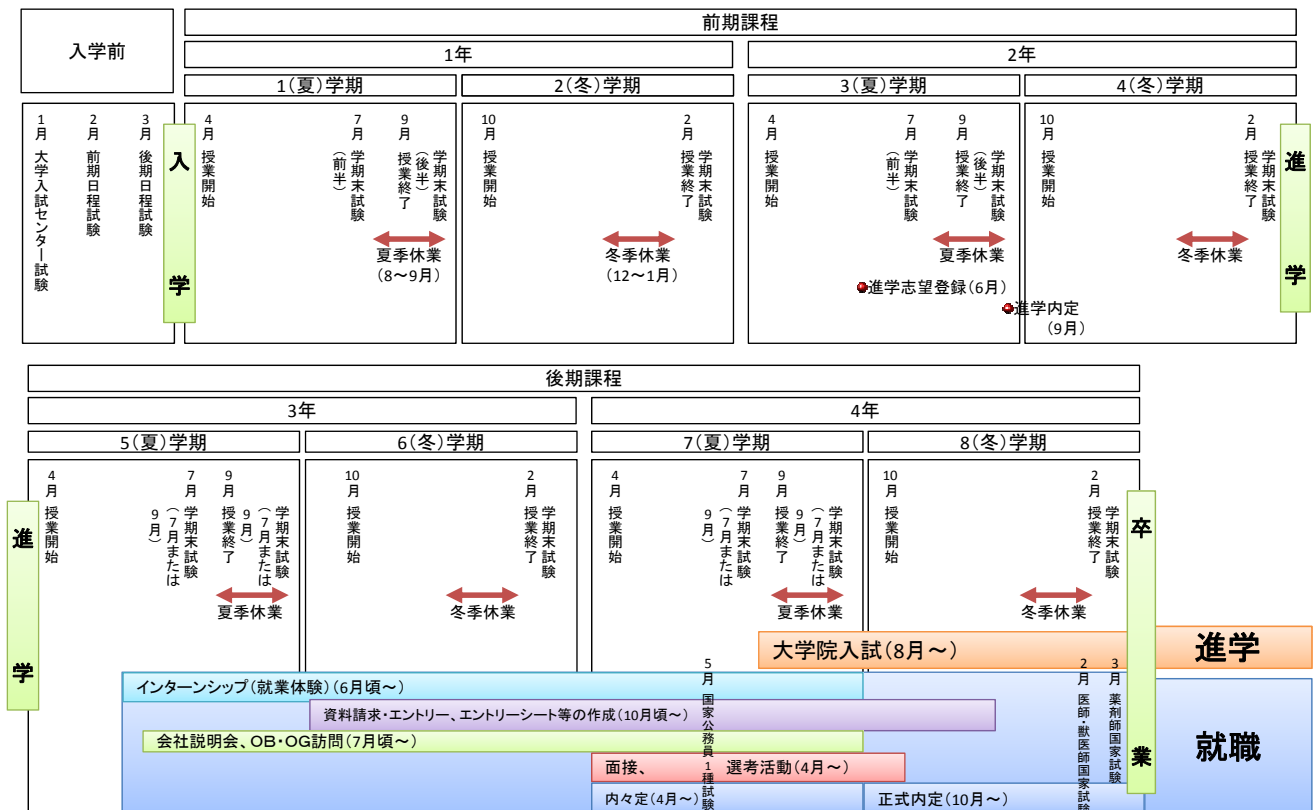 入学前
前期課程
1年
2年
1(夏)学期
2(冬)学期
3(夏)学期
4(冬)学期
1月 大学入試センター試験
2月 前期日程試験
3月 後期日程試験
入学
4月 授業開始
7月 学期末試験
(前半)
9月 授業終了
学期末試験
(後半)
夏季休業
(8~9月)
10月 授業開始
2月 授業終了
学期末試験
冬季休業
(12~1月)
4月 授業開始
7月 学期末試験
(前半)
9月 授業終了
学期末試験
(後半)
夏季休業
進学志望登録(6月)
進学内定
(9月)
10月 授業開始
2月 授業終了
学期末試験
冬季休業
進学
後期課程
3年
4年
5(夏)学期
6(冬)学期
7(夏)学期
8(冬)学期
進学
4月 授業開始
7月 学期末試験
(7月または
9月)
9月 授業終了
学期末試験
(7月または
9月)
夏季休業
10月 授業開始
2月 授業終了
学期末試験
冬季休業
4月 授業開始
7月 学期末試験
(7月または
9月)
9月 授業終了
学期末試験
(7月または
9月)
夏季休業
10月 授業開始
2月 授業終了
学期末試験
冬季休業
卒業
大学院入試(8月~)
進学
インターンシップ(就業体験)(6月頃~)
資料請求・エントリー、エントリーシート等の作成(10月頃~)
会社説明会、OB・OG訪問(7月頃~)
面接、 選考活動(4月~)
内々定(4月~)
正式内定(10月~)
5月 国家公務員1種試験
2月 医師・獣医師国家試験
3月 薬剤師国家試験
就職